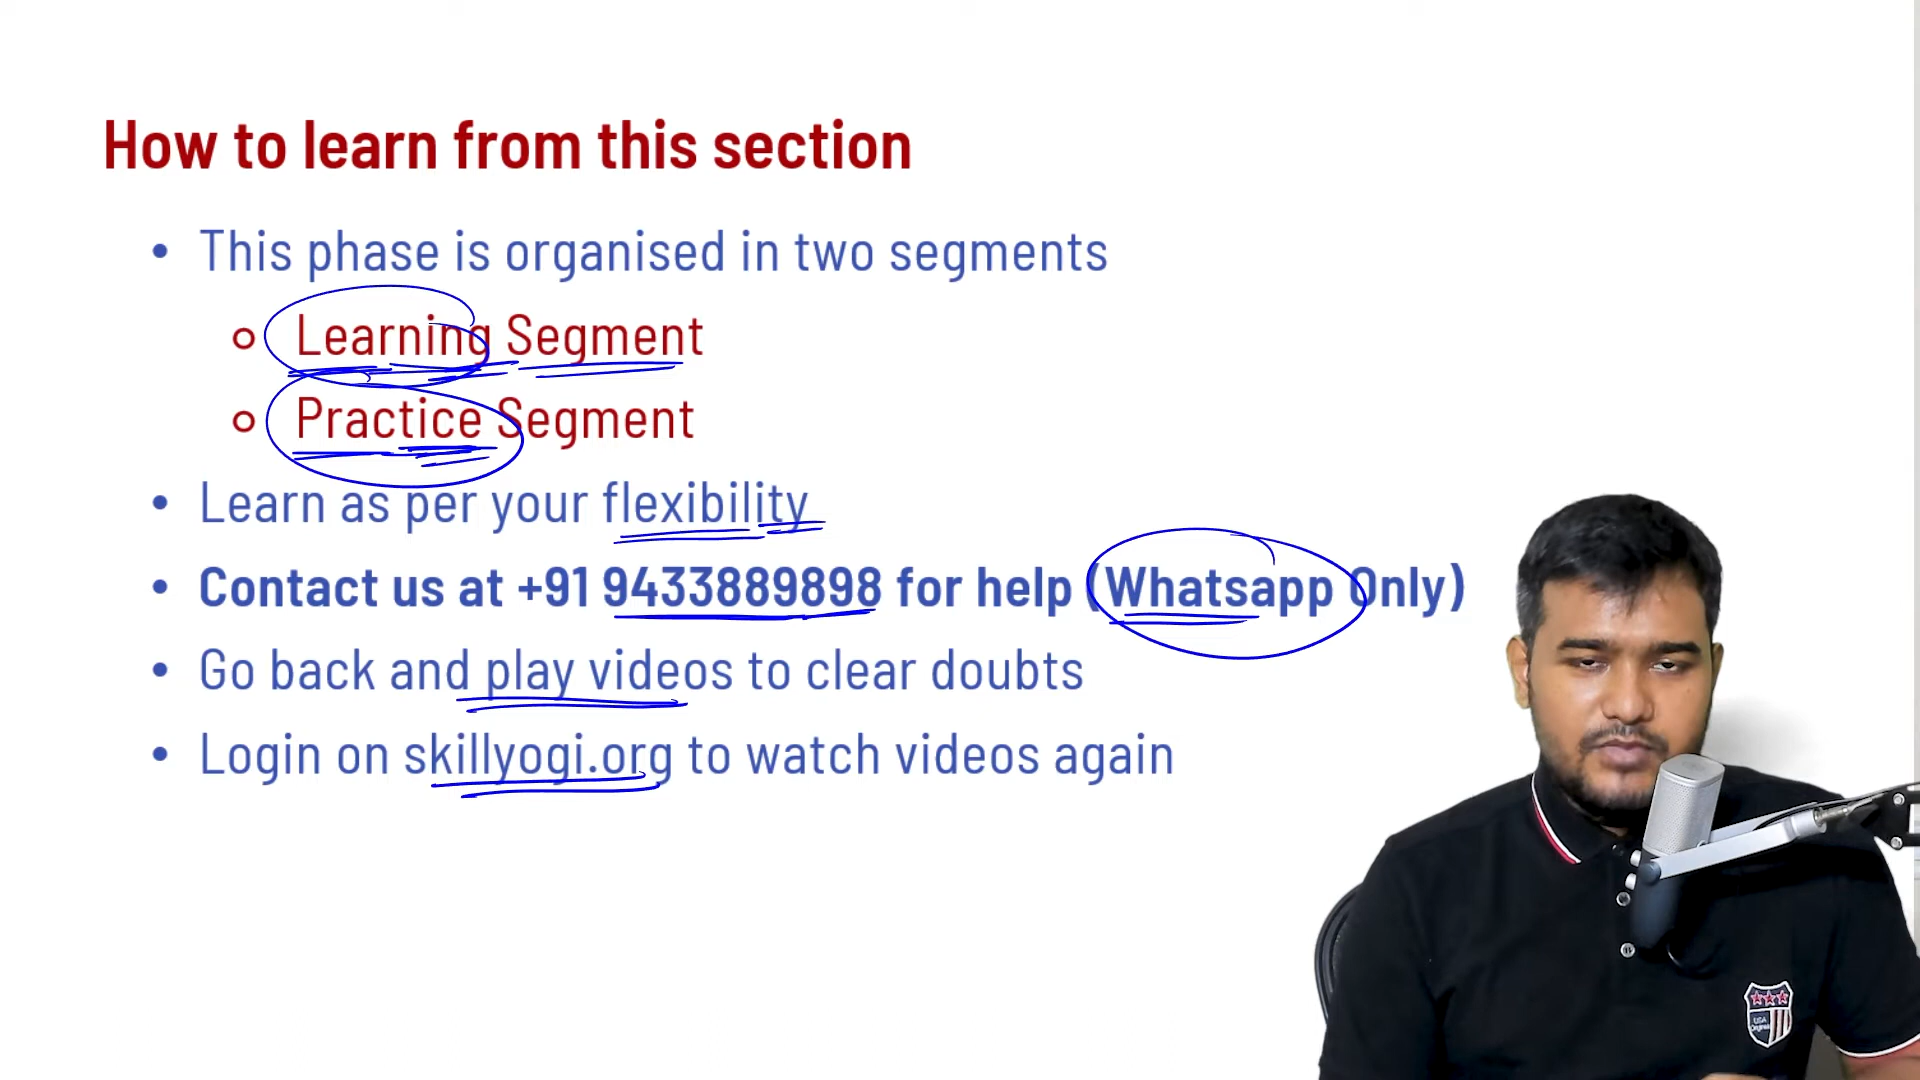 How to learn from this section
• This phase is organised in two segments
○ Learning Segment
○ Practice Segment
• Learn as per your flexibility
• Contact us at +91 9433889898 for help (Whatsapp Only)
• Go back and play videos to clear doubts
• Login on skillyogi.org to watch videos again
USA